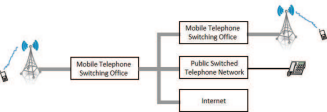 Mobile Telephone
Switching Office
Mobile Telephone
Switching Office
Public Switched
Telephone Network
Internet